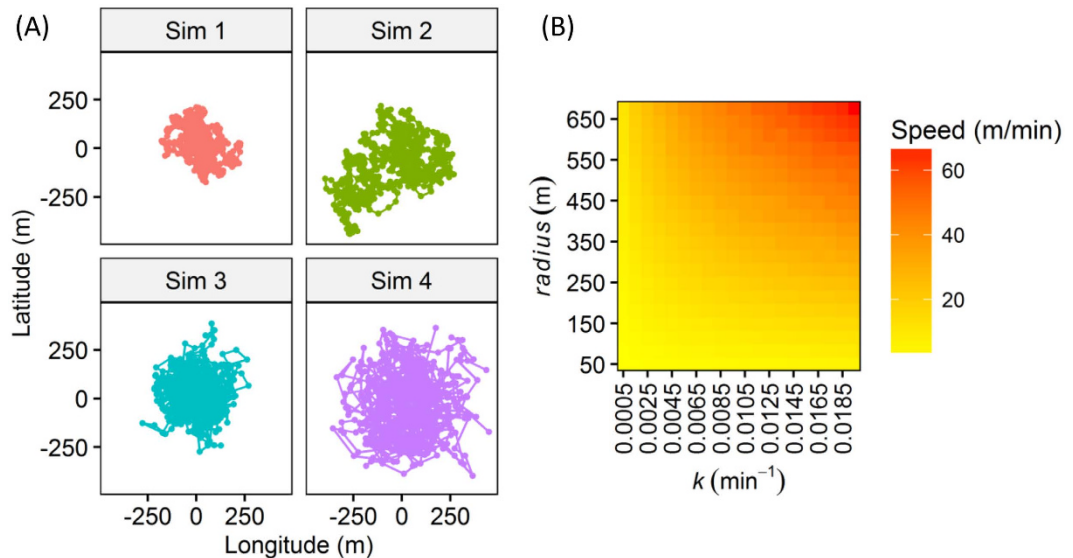 (A)
Sim 1
Sim 2
250
0
-250
Sim 3
Sim 4
250
0
-250
-250 0 250
-250 0 250
Latitude (m)
Longitude (m)
(B)
650
550
450
350
250
150
50
radius (m)
0.0005
0.0025
0.0045
0.0065
0.0085
0.0105
0.0125
0.0145
0.0165
0.0185
k (min⁻¹)
Speed (m/min)
60
40
20